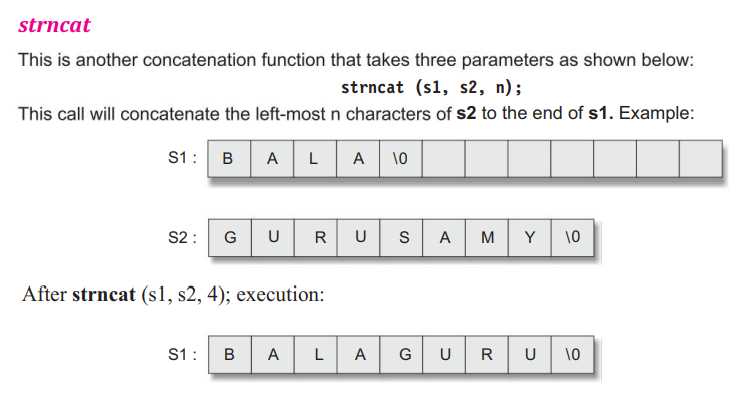 strncat
This is another concatenation function that takes three parameters as shown below:
strncat (s1, s2, n);
This call will concatenate the left-most n characters of s2 to the end of s1. Example:
S1 : B A L A \0
S2 : G U R U S A M Y \0
After strncat (s1, s2, 4); execution:
S1 : B A L A G U R U \0